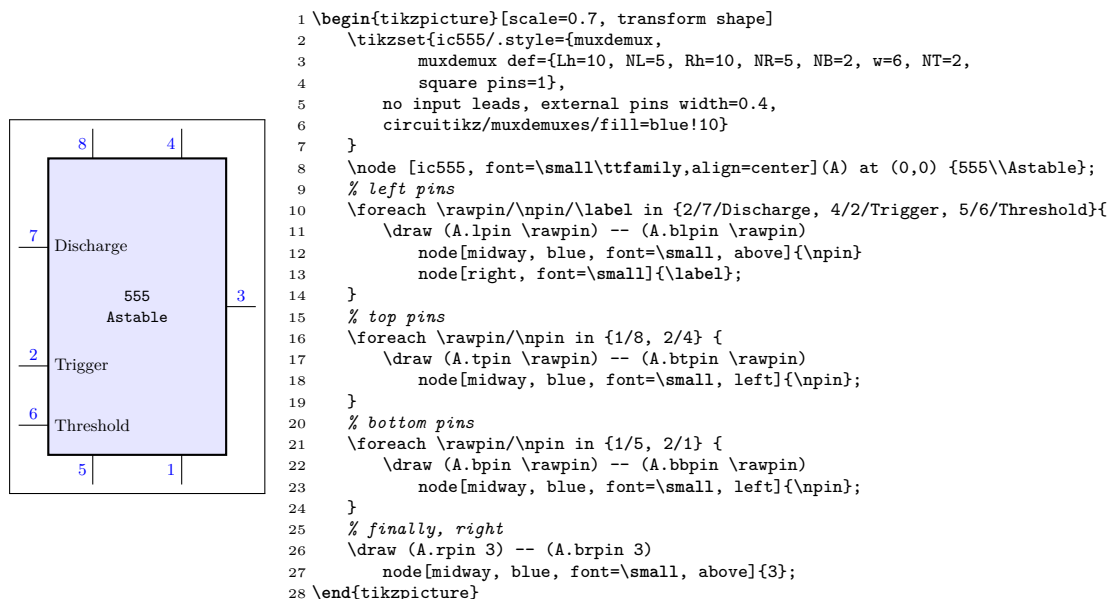 8 4
7
Discharge
555
3
Astable
2
Trigger
6
Threshold
5 1
1 \begin{tikzpicture}[scale=0.7, transform shape]
2 \tikzset{ic555/.style={muxdemux,
3 muxdemux def={Lh=10, NL=5, Rh=10, NR=5, NB=2, w=6, NT=2,
4 square pins=1},
5 no input leads, external pins width=0.4,
6 circuitikz/muxdemuxes/fill=blue!10}
7 }
8 \node [ic555, font=\small\ttfamily,align=center](A) at (0,0) {555\\Astable};
9 % left pins
10 \foreach \rawpin/\npin/\label in {2/7/Discharge, 4/2/Trigger, 5/6/Threshold}{
11 \draw (A.lpin \rawpin) -- (A.blpin \rawpin)
12 node[midway, blue, font=\small, above]{\npin}
13 node[right, font=\small]{\label};
14 }
15 % top pins
16 \foreach \rawpin/\npin in {1/8, 2/4} {
17 \draw (A.tpin \rawpin) -- (A.btpin \rawpin)
18 node[midway, blue, font=\small, left]{\npin};
19 }
20 % bottom pins
21 \foreach \rawpin/\npin in {1/5, 2/1} {
22 \draw (A.bpin \rawpin) -- (A.bbpin \rawpin)
23 node[midway, blue, font=\small, left]{\npin};
24 }
25 % finally, right
26 \draw (A.rpin 3) -- (A.brpin 3)
27 node[midway, blue, font=\small, above]{3};
28 \end{tikzpicture}